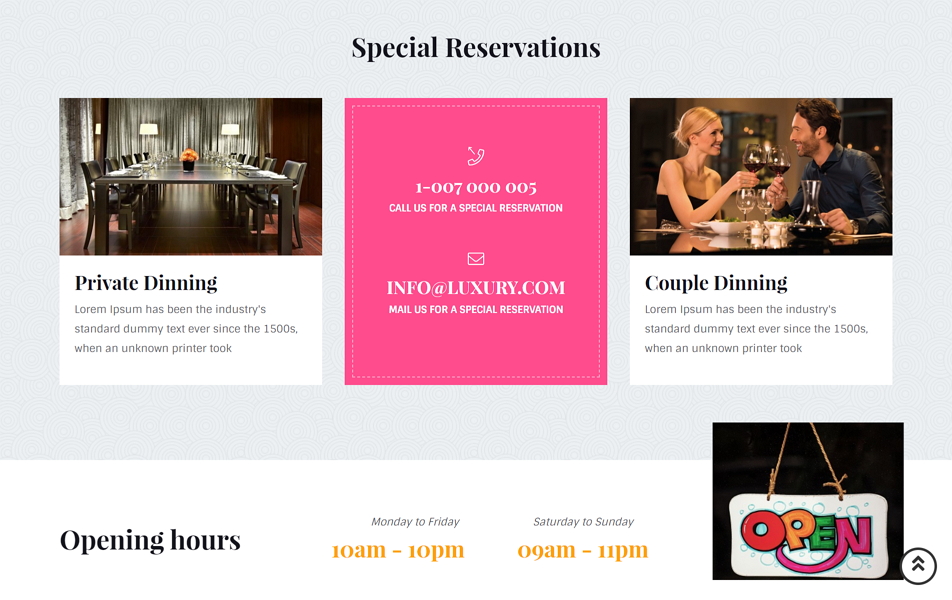 Special Reservations
1-007 000 005
CALL US FOR A SPECIAL RESERVATION
INFO@LUXURY.COM
MAIL US FOR A SPECIAL RESERVATION
Private Dinning
Lorem Ipsum has been the industry's
standard dummy text ever since the 1500s,
when an unknown printer took
Couple Dinning
Lorem Ipsum has been the industry's
standard dummy text ever since the 1500s,
when an unknown printer took
Opening hours
Monday to Friday
10am - 10pm
Saturday to Sunday
09am - 11pm
OPEN